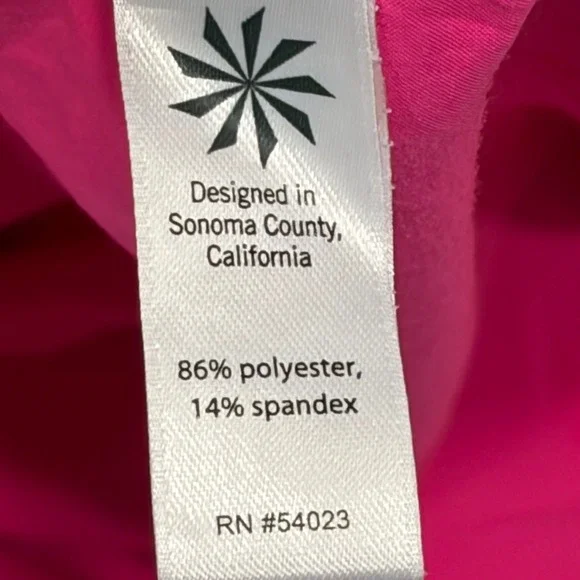 Designed in
Sonoma County,
California
86% polyester,
14% spandex
RN #54023